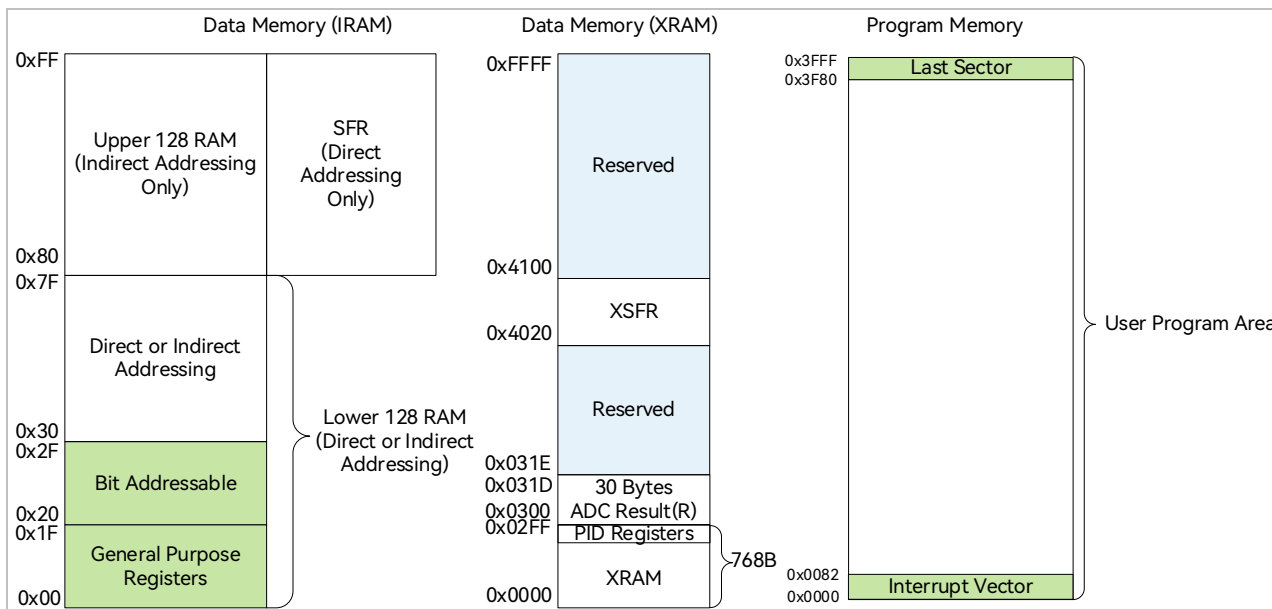 Data Memory (IRAM)
0xFF
Upper 128 RAM
(Indirect Addressing
Only)
SFR
(Direct
Addressing
Only)
0x80
0x7F
Direct or Indirect
Addressing
Lower 128 RAM
(Direct or Indirect
Addressing)
0x30
0x2F
Bit Addressable
0x20
0x1F
General Purpose
Registers
0x00
Data Memory (XRAM)
0xFFFF
Reserved
0x4100
XSFR
0x4020
Reserved
0x031E
0x031D
30 Bytes
ADC Result(R)
0x0300
0x02FF
PID Registers
768B
XRAM
0x0000
Program Memory
0x3FFF
Last Sector
0x3F80
User Program Area
0x0082
Interrupt Vector
0x0000